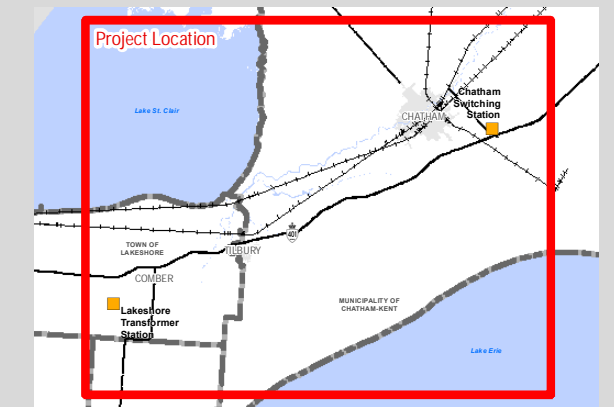 Project Location
Chatham
Switching
Station
CHATHAM
Lake St. Clair
401
TOWN OF
LAKESHORE
TILBURY
COMBER
MUNICIPALITY OF
CHATHAM-KENT
Lakeshore
Transformer
Station
Lake Erie